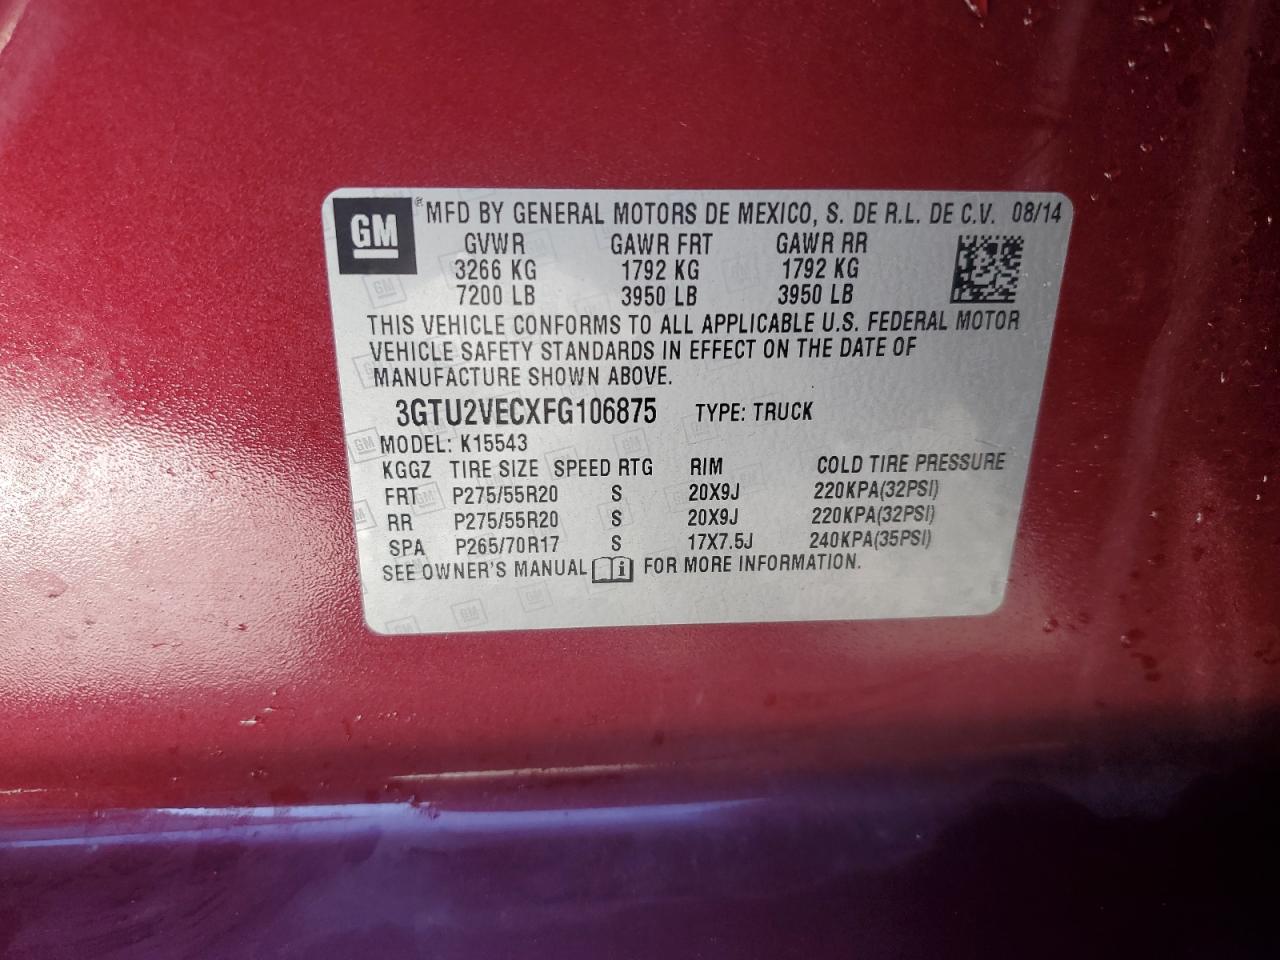 GM ® MFD BY GENERAL MOTORS DE MEXICO, S. DE R.L. DE C.V. 08/14
GVWR GAWR FRT GAWR RR
3266 KG 1792 KG 1792 KG
7200 LB 3950 LB 3950 LB
THIS VEHICLE CONFORMS TO ALL APPLICABLE U.S. FEDERAL MOTOR
VEHICLE SAFETY STANDARDS IN EFFECT ON THE DATE OF
MANUFACTURE SHOWN ABOVE.
3GTU2VECXFG106875 TYPE: TRUCK
MODEL: K15543
KGGZ TIRE SIZE SPEED RTG RIM COLD TIRE PRESSURE
FRT P275/55R20 S 20X9J 220KPA(32PSI)
RR P275/55R20 S 20X9J 220KPA(32PSI)
SPA P265/70R17 S 17X7.5J 240KPA(35PSI)
SEE OWNER'S MANUAL i FOR MORE INFORMATION.